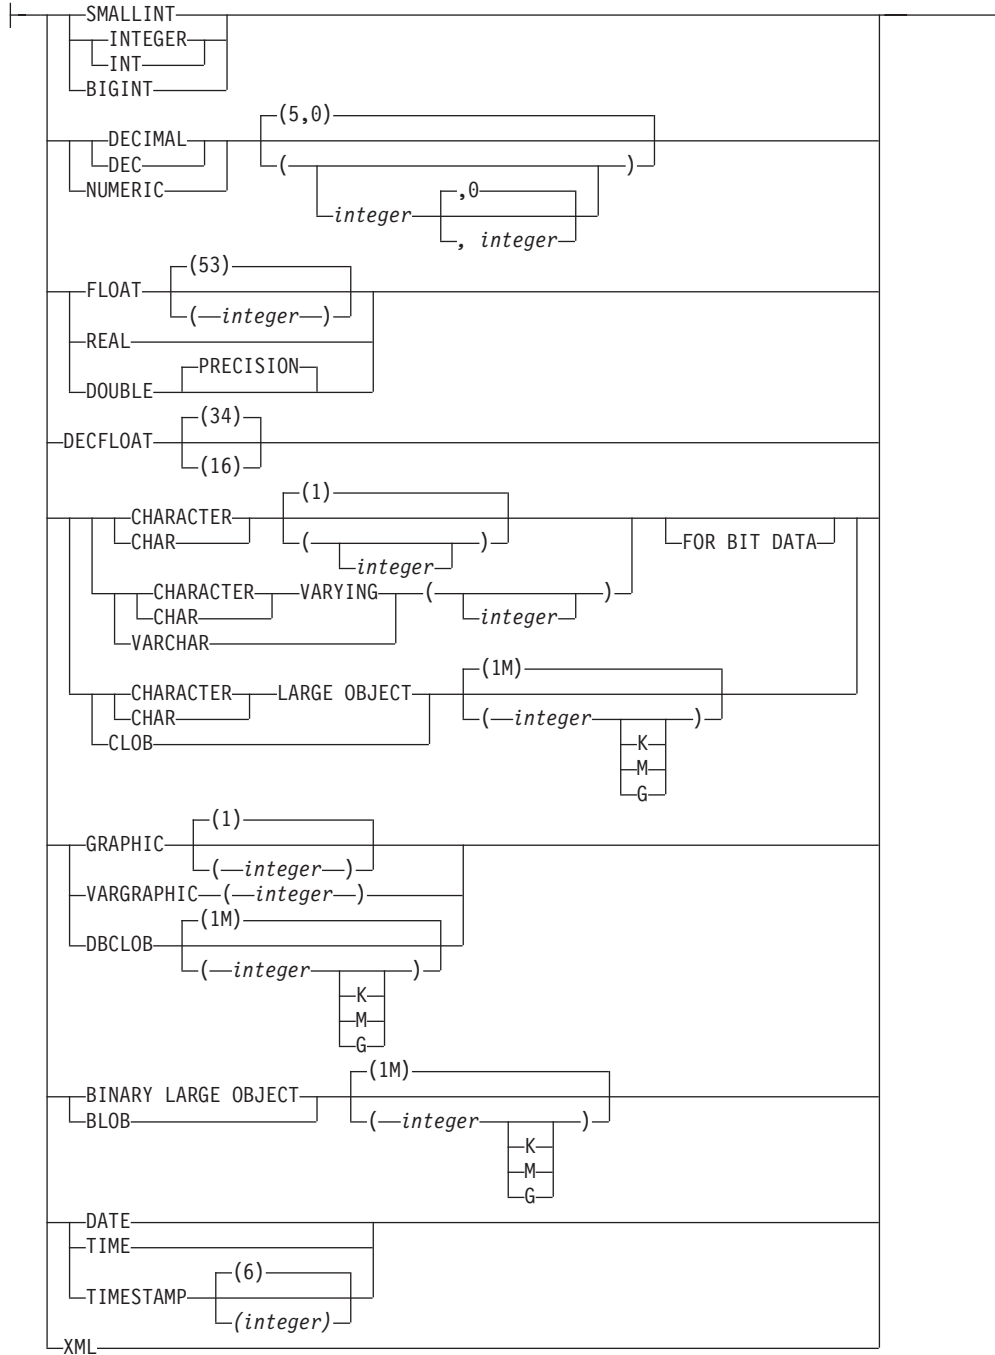 SMALLINT
INTEGER
INT
BIGINT
(5,0)
DECIMAL
DEC ( )
NUMERIC ,0
integer
, integer
(53)
FLOAT
( integer )
REAL
PRECISION
DOUBLE
(34)
DECFLOAT
(16)
(1)
CHARACTER
CHAR ( ) FOR BIT DATA
integer
CHARACTER VARYING ( )
CHAR integer
VARCHAR
(1M)
CHARACTER LARGE OBJECT
CHAR ( integer )
CLOB K
M
G
(1)
GRAPHIC
( integer )
VARGRAPHIC ( integer )
(1M)
DBCLOB
( integer )
K
M
G
(1M)
BINARY LARGE OBJECT
BLOB ( integer )
K
M
G
DATE
TIME
(6)
TIMESTAMP
(integer)
XML